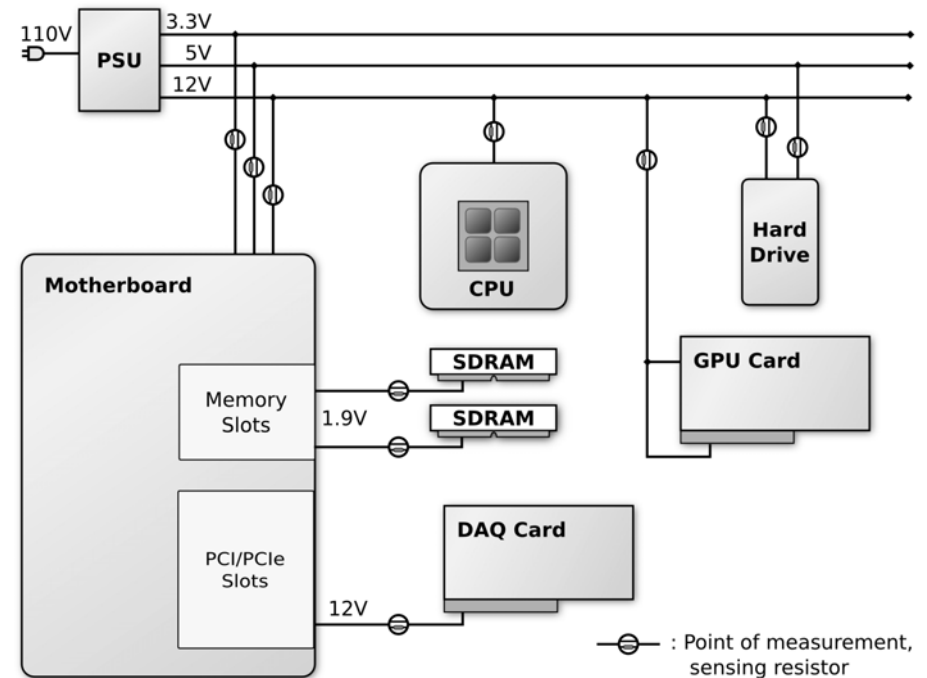 110V
PSU
3.3V
5V
12V
Motherboard
CPU
Hard
Drive
SDRAM
SDRAM
GPU Card
Memory
Slots
1.9V
DAQ Card
PCI/PCIe
Slots
12V
: Point of measurement,
sensing resistor